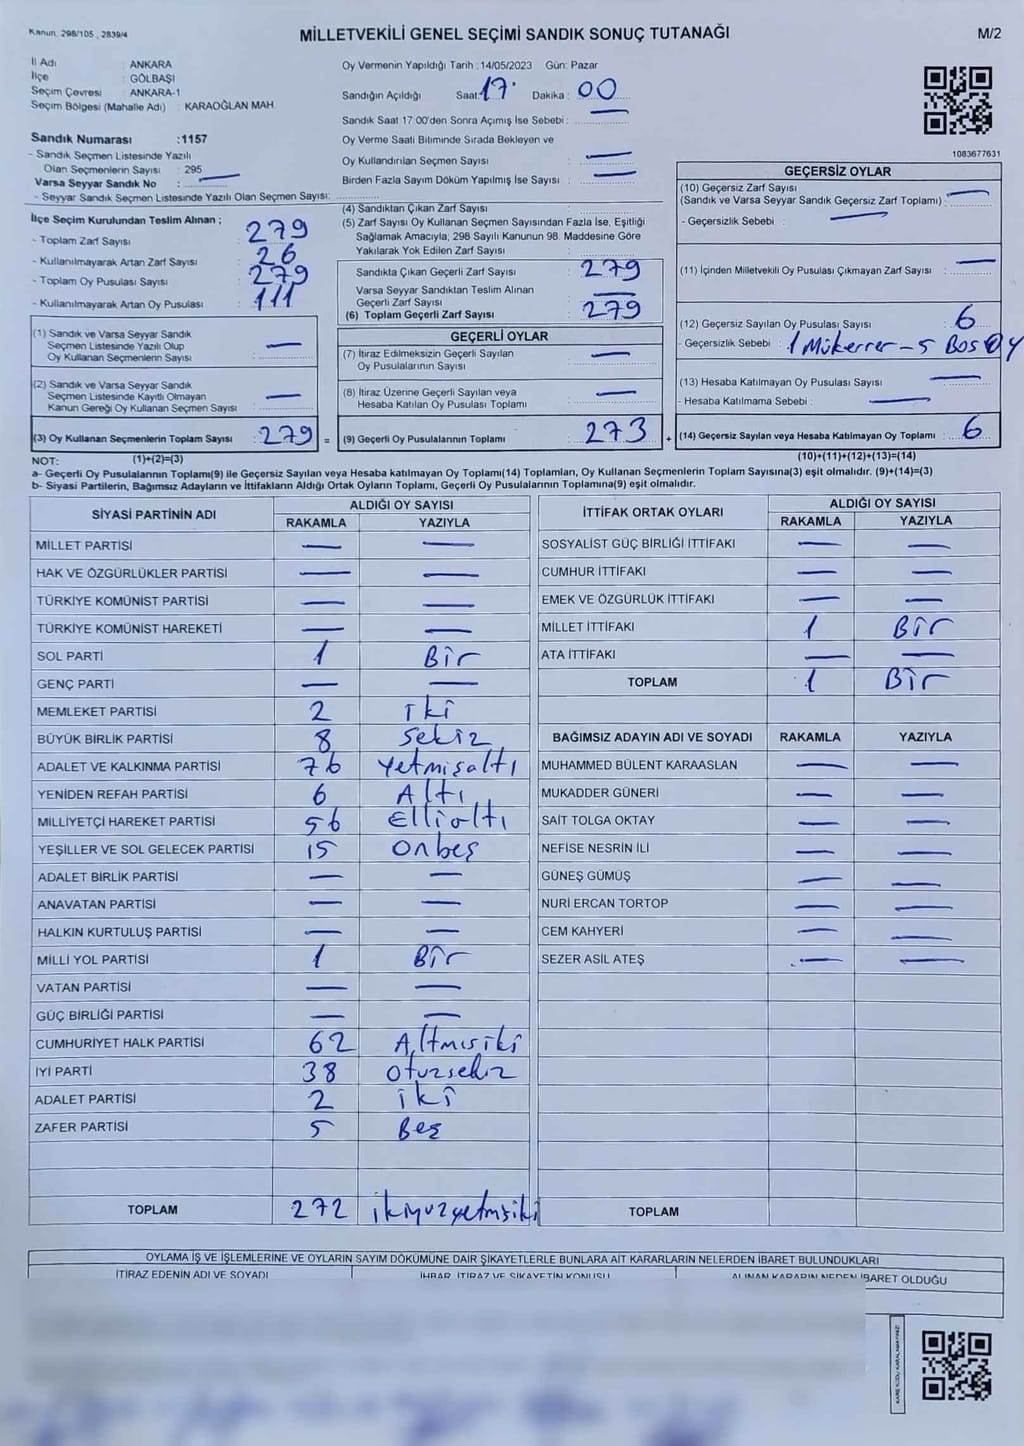 Kanun, 298/105 , 2839/4
MİLLETVEKİLİ GENEL SEÇİMİ SANDIK SONUÇ TUTANAĞI
M/2
İl Adı : ANKARA
İlçe : GÖLBAŞI
Seçim Çevresi : ANKARA-1
Seçim Bölgesi (Mahalle Adı) : KARAOĞLAN MAH.
Sandık Numarası :1157
- Sandık Seçmen Listesinde Yazılı
Olan Seçmenlerin Sayısı : 295
Varsa Seyyar Sandık No : —
- Seyyar Sandık Seçmen Listesinde Yazılı Olan Seçmen Sayısı:
İlçe Seçim Kurulundan Teslim Alınan ;
- Toplam Zarf Sayısı 279
- Kullanılmayarak Artan Zarf Sayısı 26
- Toplam Oy Pusulası Sayısı 279
- Kullanılmayarak Artan Oy Pusulası 111
Oy Vermenin Yapıldığı Tarih :14/05/2023 Gün: Pazar
Sandığın Açıldığı Saat: 17. Dakika : 00
Sandık Saat 17:00'den Sonra Açımış İse Sebebi : —
Oy Verme Saati Bitiminde Sırada Bekleyen ve
Oy Kullandırılan Seçmen Sayısı : —
Birden Fazla Sayım Döküm Yapılmış İse Sayısı : —
(4) Sandıktan Çıkan Zarf Sayısı :
(5) Zarf Sayısı Oy Kullanan Seçmen Sayısından Fazla İse, Eşitliği
Sağlamak Amacıyla; 298 Sayılı Kanunun 98. Maddesine Göre
Yakılarak Yok Edilen Zarf Sayısı :
Sandıkta Çıkan Geçerli Zarf Sayısı : 279
Varsa Seyyar Sandıktan Teslim Alınan
Geçerli Zarf Sayısı : —
(6) Toplam Geçerli Zarf Sayısı : 279
1083677631
GEÇERSİZ OYLAR
(10) Geçersiz Zarf Sayısı
(Sandık ve Varsa Seyyar Sandık Geçersiz Zarf Toplamı) : —
- Geçersizlik Sebebi : —
(11) İçinden Milletvekili Oy Pusulası Çıkmayan Zarf Sayısı : —
(12) Geçersiz Sayılan Oy Pusulası Sayısı : 6
- Geçersizlik Sebebi : 1 Mükerrer - 5 Boş Oy
(13) Hesaba Katılmayan Oy Pusulası Sayısı : —
- Hesaba Katılmama Sebebi : —
(14) Geçersiz Sayılan veya Hesaba Katılmayan Oy Toplamı : 6
(10)+(11)+(12)+(13)=(14)
(1) Sandık ve Varsa Seyyar Sandık
Seçmen Listesinde Yazılı Olup
Oy Kullanan Seçmenlerin Sayısı : —
(2) Sandık ve Varsa Seyyar Sandık
Seçmen Listesinde Kayıtlı Olmayan
Kanun Gereği Oy Kullanan Seçmen Sayısı : —
(3) Oy Kullanan Seçmenlerin Toplam Sayısı : 279 =
GEÇERLİ OYLAR
(7) İtiraz Edilmeksizin Geçerli Sayılan
Oy Pusulalarının Sayısı : —
(8) İtiraz Üzerine Geçerli Sayılan veya
Hesaba Katılan Oy Pusulası Toplamı : —
(9) Geçerli Oy Pusulalarının Toplamı : 273 +
NOT: (1)+(2)=(3)
a- Geçerli Oy Pusulalarının Toplamı(9) ile Geçersiz Sayılan veya Hesaba katılmayan Oy Toplamı(14) Toplamları, Oy Kullanan Seçmenlerin Toplam Sayısına(3) eşit olmalıdır. (9)+(14)=(3)
b- Siyasi Partilerin, Bağımsız Adayların ve İttifakların Aldığı Ortak Oyların Toplamı, Geçerli Oy Pusulalarının Toplamına(9) eşit olmalıdır.
SİYASİ PARTİNİN ADI ALDIĞI OY SAYISI
RAKAMLA YAZIYLA
MİLLET PARTİSİ — —
HAK VE ÖZGÜRLÜKLER PARTİSİ — —
TÜRKİYE KOMÜNİST PARTİSİ — —
TÜRKİYE KOMÜNİST HAREKETİ — —
SOL PARTİ 1 Bir
GENÇ PARTİ — —
MEMLEKET PARTİSİ 2 iki
BÜYÜK BİRLİK PARTİSİ 8 sekiz
ADALET VE KALKINMA PARTİSİ 76 yetmişaltı
YENİDEN REFAH PARTİSİ 6 Altı
MİLLİYETÇİ HAREKET PARTİSİ 56 Ellialtı
YEŞİLLER VE SOL GELECEK PARTİSİ 15 Onbeş
ADALET BİRLİK PARTİSİ — —
ANAVATAN PARTİSİ — —
HALKIN KURTULUŞ PARTİSİ — —
MİLLİ YOL PARTİSİ 1 Bir
VATAN PARTİSİ — —
GÜÇ BİRLİĞİ PARTİSİ — —
CUMHURİYET HALK PARTİSİ 62 Altmışiki
İYİ PARTİ 38 otuzsekiz
ADALET PARTİSİ 2 iki
ZAFER PARTİSİ 5 Beş
TOPLAM 272 ikiyüzyetmişiki
İTTİFAK ORTAK OYLARI ALDIĞI OY SAYISI
RAKAMLA YAZIYLA
SOSYALİST GÜÇ BİRLİĞİ İTTİFAKI — —
CUMHUR İTTİFAKI — —
EMEK VE ÖZGÜRLÜK İTTİFAKI — —
MİLLET İTTİFAKI 1 Bir
ATA İTTİFAKI — —
TOPLAM 1 Bir
BAĞIMSIZ ADAYIN ADI VE SOYADI RAKAMLA YAZIYLA
MUHAMMED BÜLENT KARAASLAN — —
MUKADDER GÜNERİ — —
SAİT TOLGA OKTAY — —
NEFİSE NESRİN İLİ — —
GÜNEŞ GÜMÜŞ — —
NURİ ERCAN TORTOP — —
CEM KAHYERİ — —
SEZER ASİL ATEŞ — —
TOPLAM
OYLAMA İŞ VE İŞLEMLERİNE VE OYLARIN SAYIM DÖKÜMÜNE DAİR ŞİKAYETLERLE BUNLARA AİT KARARLARIN NELERDEN İBARET BULUNDUKLARI
İTİRAZ EDENİN ADI VE SOYADI İHBAR, İTİRAZ VE ŞİKAYETİN KONUSU ALINAN KARARIN NEDEN İBARET OLDUĞU
KARE KODU KARALAMAYINIZ!